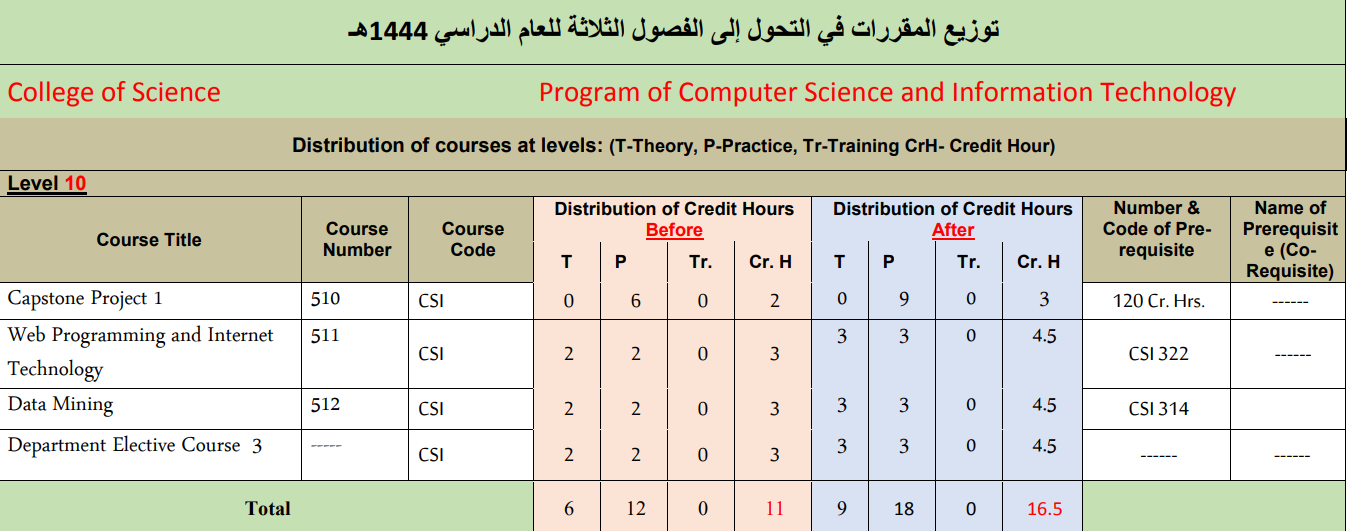 توزيع المقررات في التحول إلى الفصول الثلاثة للعام الدراسي 1444هـ
College of Science Program of Computer Science and Information Technology
Distribution of courses at levels: (T-Theory, P-Practice, Tr-Training CrH- Credit Hour)
Level 10
Course Title Course Number Course Code Distribution of Credit Hours Before Distribution of Credit Hours After Number & Code of Pre-requisite Name of Prerequisite (Co-Requisite)
T P Tr. Cr. H T P Tr. Cr. H
Capstone Project 1 510 CSI 0 6 0 2 0 9 0 3 120 Cr. Hrs. ------
Web Programming and Internet Technology 511 CSI 2 2 0 3 3 3 0 4.5 CSI 322 ------
Data Mining 512 CSI 2 2 0 3 3 3 0 4.5 CSI 314
Department Elective Course 3 ----- CSI 2 2 0 3 3 3 0 4.5 ------ ------
Total 6 12 0 11 9 18 0 16.5